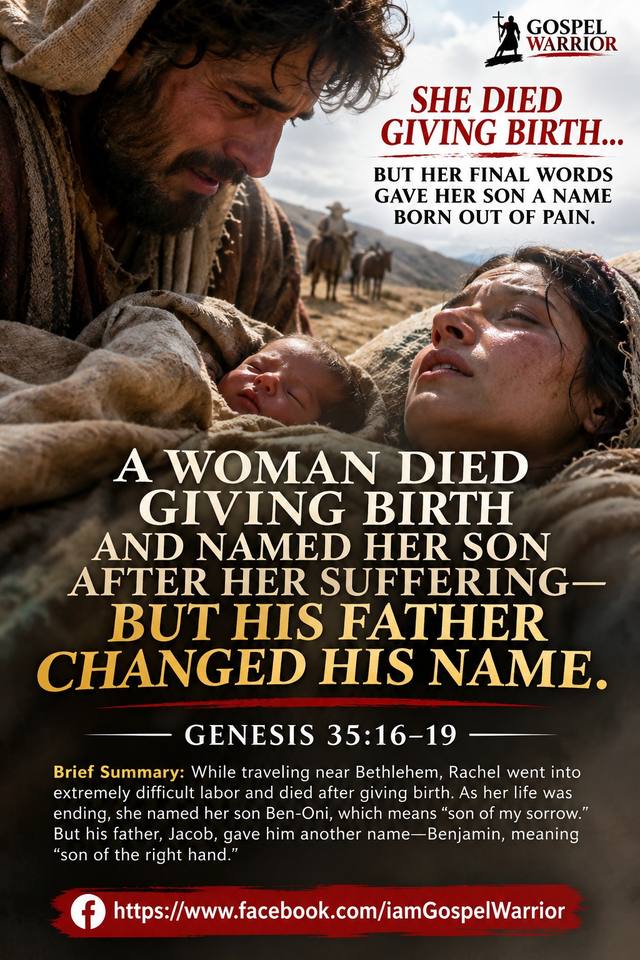 GOSPEL
WARRIOR
SHE DIED
GIVING BIRTH...
BUT HER FINAL WORDS
GAVE HER SON A NAME
BORN OUT OF PAIN.
A WOMAN DIED
GIVING BIRTH
AND NAMED HER SON
AFTER HER SUFFERING—
BUT HIS FATHER
CHANGED HIS NAME.
GENESIS 35:16–19
Brief Summary: While traveling near Bethlehem, Rachel went into
extremely difficult labor and died after giving birth. As her life was
ending, she named her son Ben-Oni, which means “son of my sorrow.”
But his father, Jacob, gave him another name—Benjamin, meaning
“son of the right hand.”
https://www.facebook.com/iamGospelWarrior